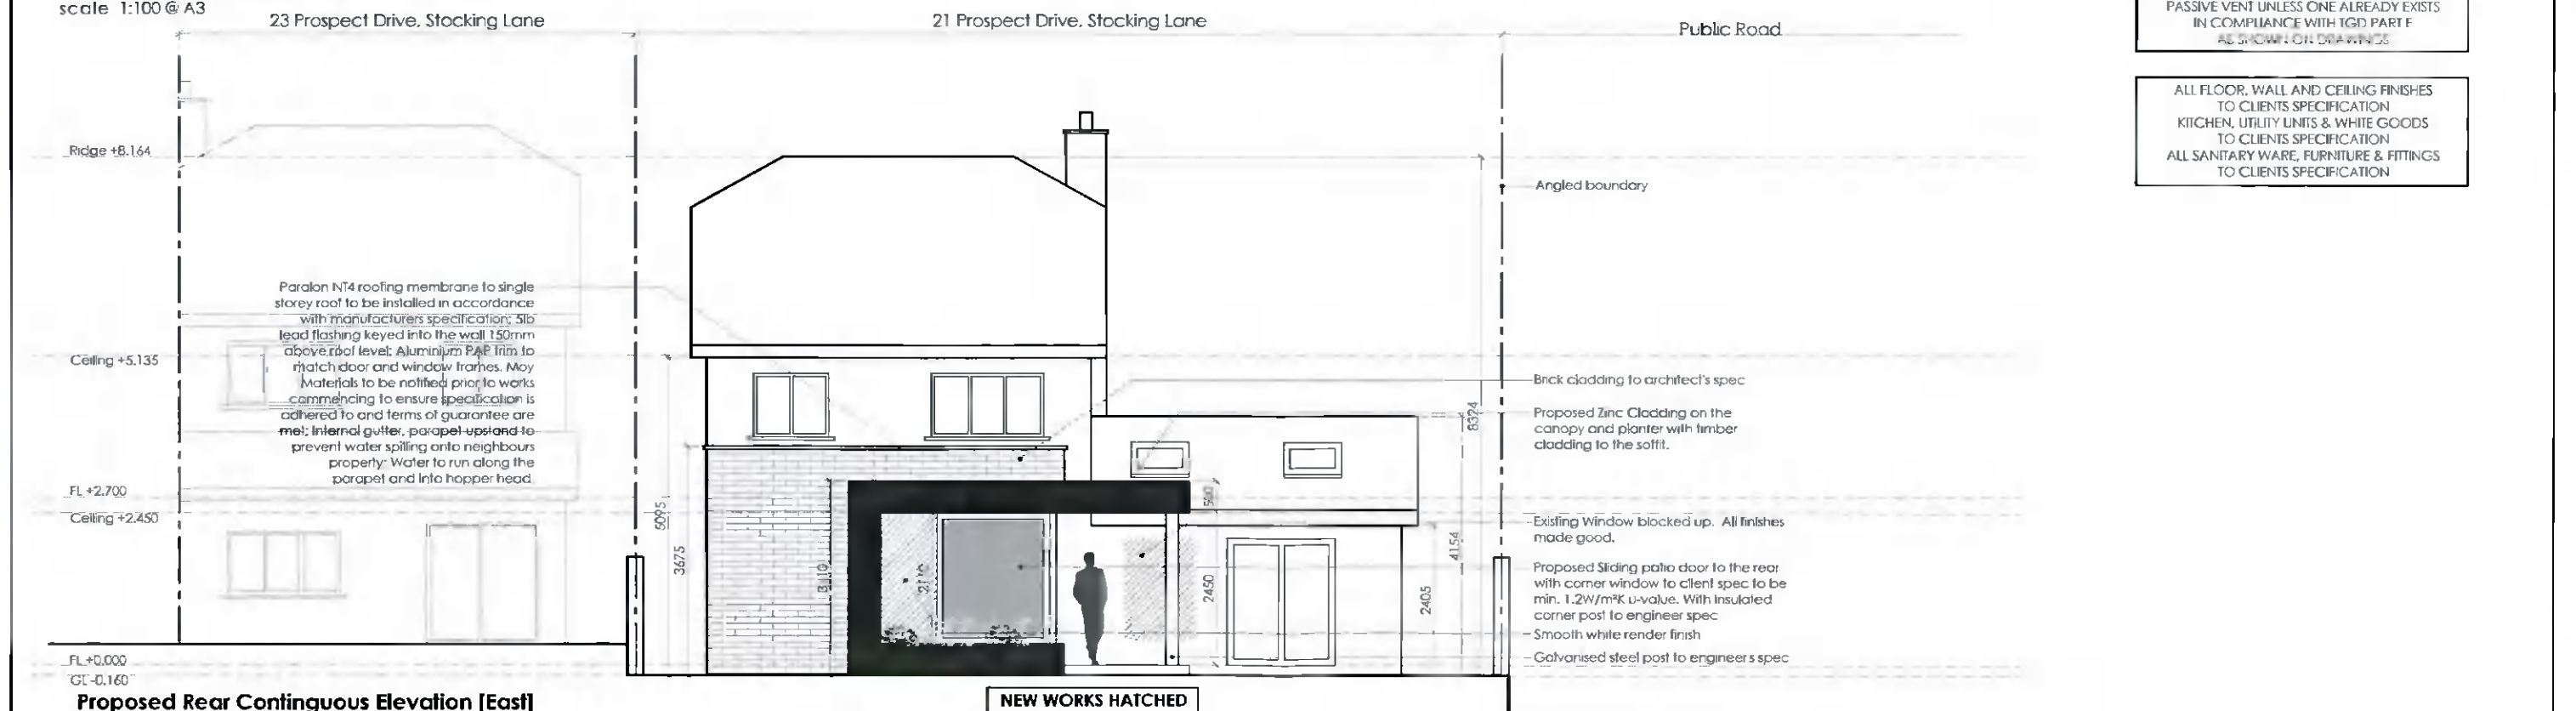 scale 1:100 @ A3
23 Prospect Drive, Stocking Lane
21 Prospect Drive, Stocking Lane
Public Road
PASSIVE VENT UNLESS ONE ALREADY EXISTS
IN COMPLIANCE WITH TGD PART F
AS SHOWN ON DRAWINGS
ALL FLOOR, WALL AND CEILING FINISHES
TO CLIENTS SPECIFICATION
KITCHEN, UTILITY UNITS & WHITE GOODS
TO CLIENTS SPECIFICATION
ALL SANITARY WARE, FURNITURE & FITTINGS
TO CLIENTS SPECIFICATION
Ridge +8.164
Ceiling +5.135
FL +2.700
Ceiling +2.450
FL +0.000
GL -0.160
Paralon NT4 roofing membrane to single
storey roof to be installed in accordance
with manufacturers specification; 5lb
lead flashing keyed into the wall 150mm
above roof level; Aluminium PAP trim to
match door and window frames. Moy
Materials to be notified prior to works
commencing to ensure specification is
adhered to and terms of guarantee are
met; Internal gutter, parapet upstand to
prevent water spilling onto neighbours
property- Water to run along the
parapet and into hopper head.
5095
3675
3110
2450
2405
4154
8324
Angled boundary
Brick cladding to architect's spec
Proposed Zinc Cladding on the
canopy and planter with timber
cladding to the soffit.
Existing Window blocked up. All finishes
made good.
Proposed Sliding patio door to the rear
with corner window to client spec to be
min. 1.2W/m²K u-value. With insulated
corner post to engineer spec
Smooth white render finish
Galvanised steel post to engineers spec
Proposed Rear Continguous Elevation [East]
NEW WORKS HATCHED